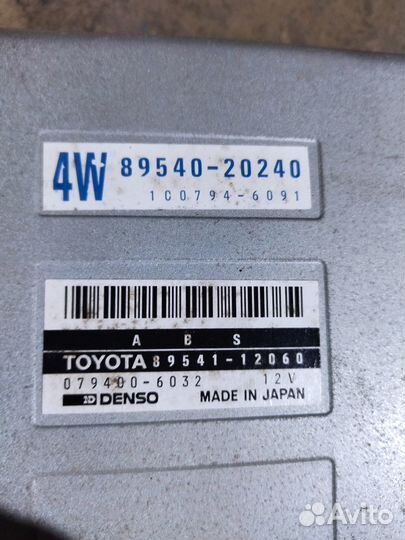 4W 89540-20240
1C0794-6091
A B S
TOYOTA 89541-12060
079400-6032 12V
DENSO MADE IN JAPAN
Avito